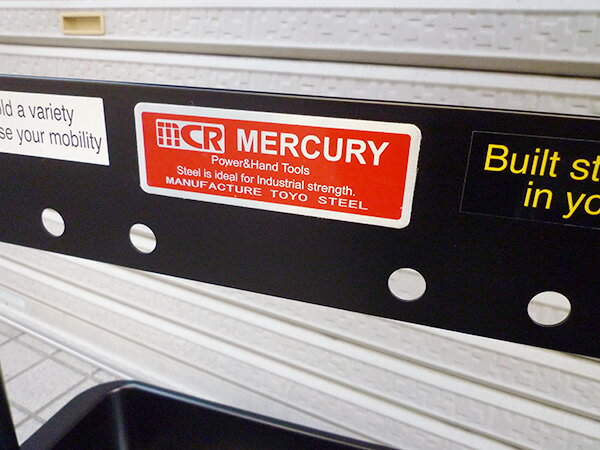 ld a variety
se your mobility
mCR MERCURY
Power&Hand Tools
Steel is ideal for Industrial strength.
MANUFACTURE TOYO STEEL
Built st
in yo